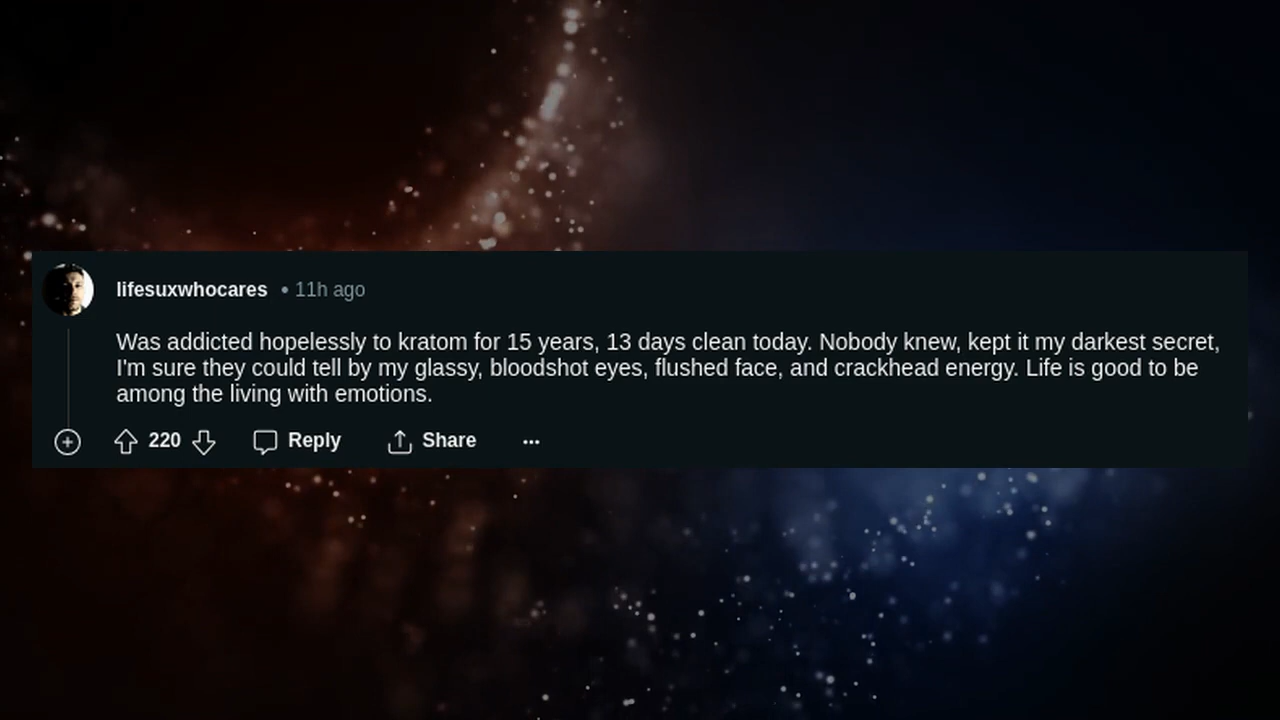 lifesuxwhocares • 11h ago
Was addicted hopelessly to kratom for 15 years, 13 days clean today. Nobody knew, kept it my darkest secret,
I'm sure they could tell by my glassy, bloodshot eyes, flushed face, and crackhead energy. Life is good to be
among the living with emotions.
220 Reply Share ...